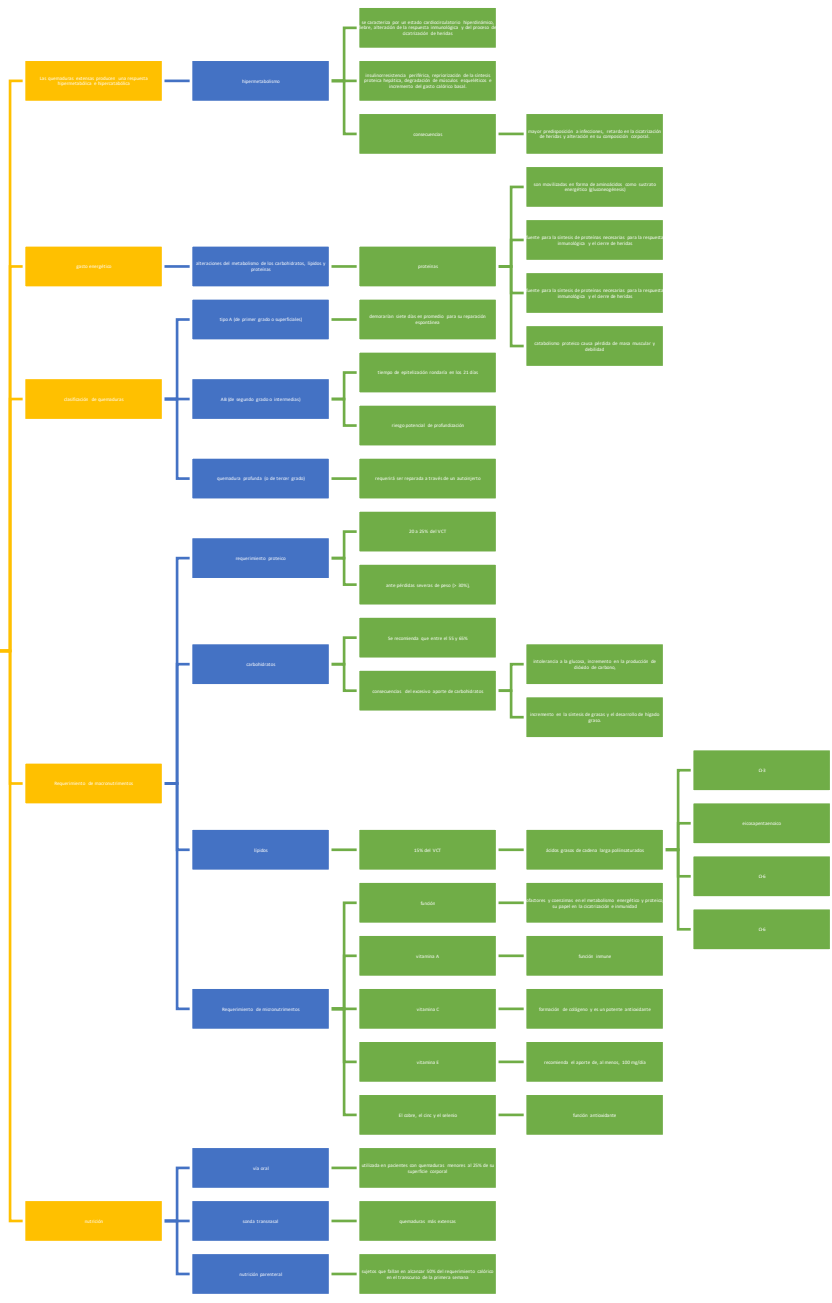 Las quemaduras extensas producen una respuesta
hipermetabólica e hipercatabólica
hipermetabolismo
se caracteriza por un estado cardiocirculatorio hiperdinámico,
fiebre, alteración de la respuesta inmunológica y del proceso de
cicatrización de heridas
insulinorresistencia periférica, repriorización de la síntesis
proteica hepática, degradación de músculos esqueléticos e
incremento del gasto calórico basal.
consecuencias
mayor predisposición a infecciones, retardo en la cicatrización
de heridas y alteración en su composición corporal.
gasto energético
alteraciones del metabolismo de los carbohidratos, lípidos y
proteínas
proteínas
son movilizadas en forma de aminoácidos como sustrato
energético (gluconeogénesis)
fuente para la síntesis de proteínas necesarias para la respuesta
inmunológica y el cierre de heridas
fuente para la síntesis de proteínas necesarias para la respuesta
inmunológica y el cierre de heridas
catabolismo proteico causa pérdida de masa muscular y
debilidad
clasificación de quemaduras
tipo A (de primer grado o superficiales)
demorarían siete días en promedio para su reparación
espontánea
AB (de segundo grado o intermedias)
tiempo de epitelización rondaría en los 21 días
riesgo potencial de profundización
quemadura profunda (o de tercer grado)
requerirá ser reparada a través de un autoinjerto
Requerimiento de macronutrientes
requerimiento proteico
20 a 25% del VCT
ante pérdidas severas de peso (> 30%)
carbohidratos
Se recomienda que entre el 55 y 60%
consecuencias del excesivo aporte de carbohidratos
intolerancia a la glucosa, incremento en la producción de
dióxido de carbono,
incremento en la síntesis de grasas y el desarrollo de hígado
graso.
lípidos
15% del VCT
ácidos grasos de cadena larga poliinsaturados
Ω3
eicosapentaenoico
Ω6
Ω6
Requerimiento de micronutrimentos
función
cofactores y coenzimas en el metabolismo energético y proteico,
su papel en la cicatrización e inmunidad
vitamina A
función inmune
vitamina C
formación de colágeno y es un potente antioxidante
vitamina E
recomienda el aporte de, al menos, 100 mg/día
El cobre, el zinc y el selenio
función antioxidante
nutrición
vía oral
utilizada en pacientes con quemaduras menores al 20% de su
superficie corporal
sonda transnasal
quemaduras más extensas
nutrición parenteral
sujetos que fallan en alcanzar 60% del requerimiento calórico
en el transcurso de la primera semana